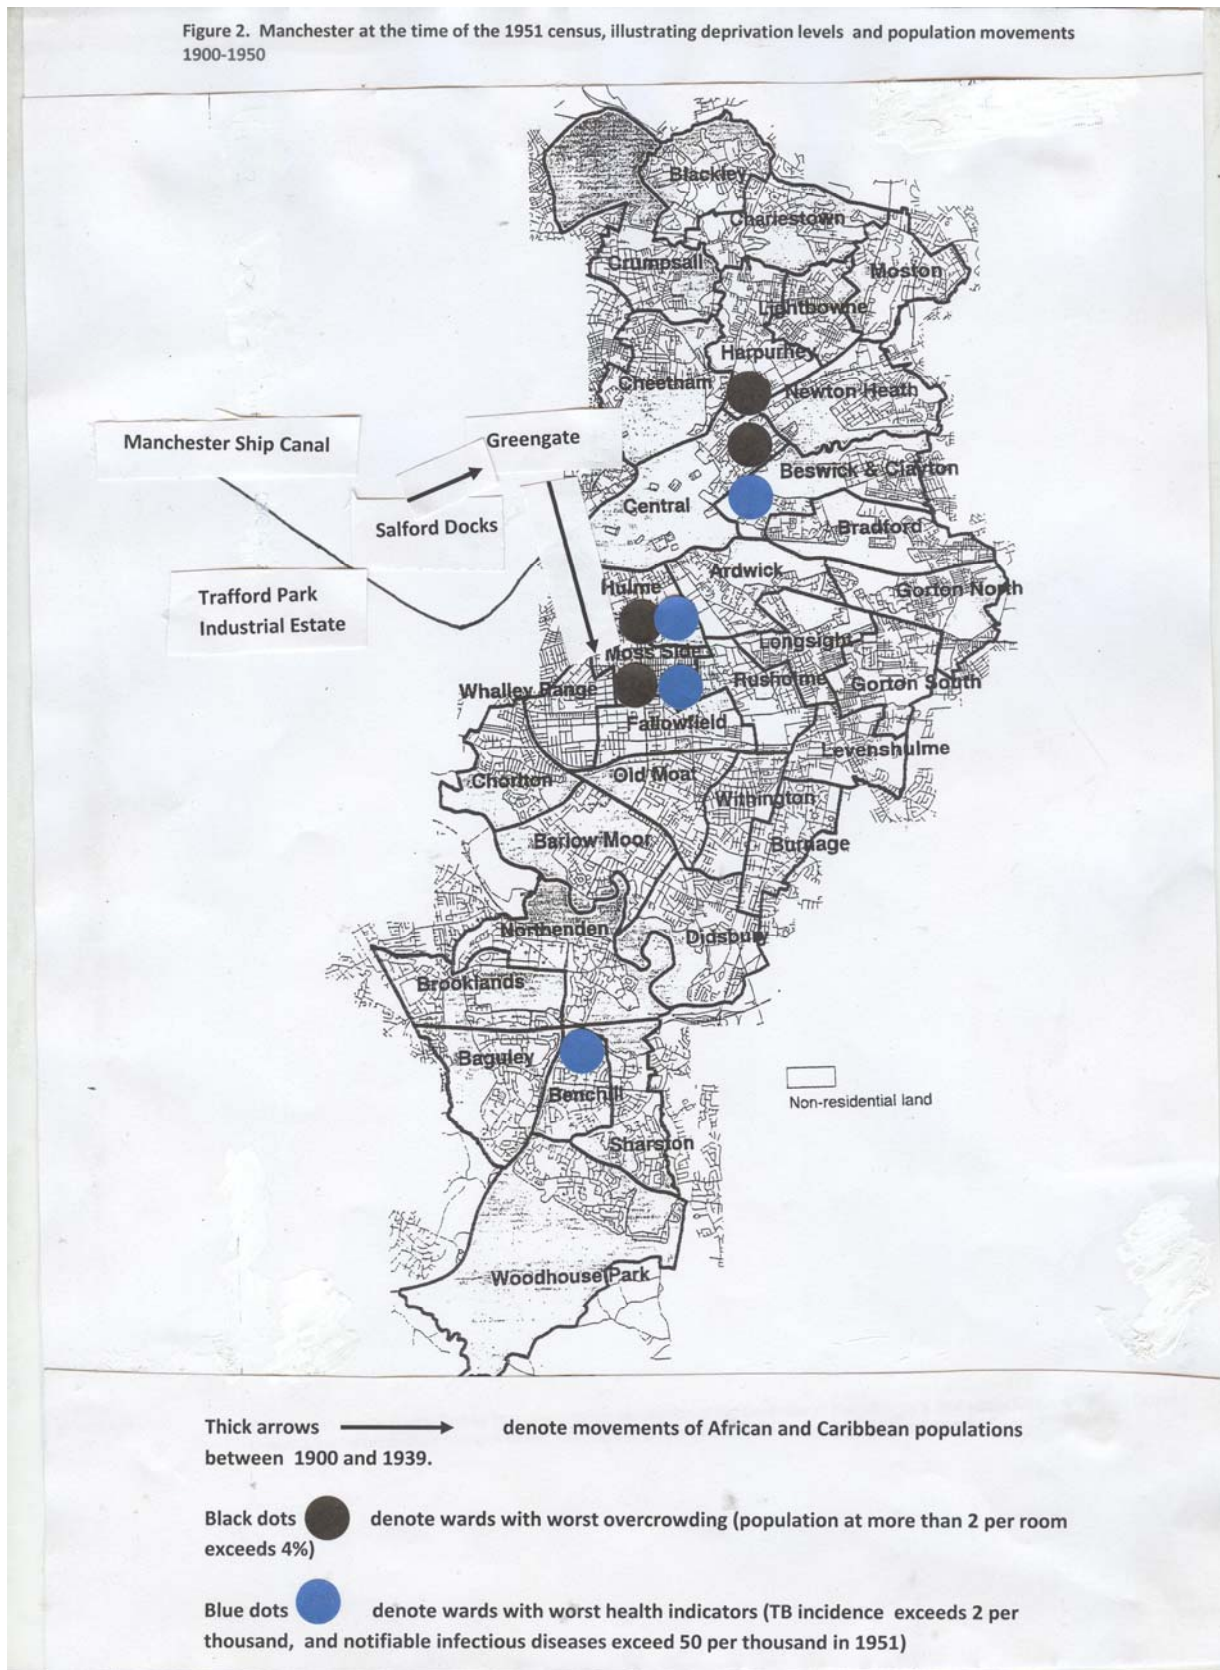 Figure 2.  Manchester at the time of the 1951 census, illustrating deprivation levels  and population movements
1900-1950
Blackley
Charlestown
Crumpsall
Moston
Lightbowne
Harpurhey
Cheetham
Newton Heath
Manchester Ship Canal
Greengate
Beswick & Clayton
Central
Salford Docks
Bradford
Ardwick
Hulme
Gorton North
Trafford Park
Industrial Estate
Longsight
Moss Side
Rusholme
Gorton South
Whalley Range
Fallowfield
Levenshulme
Chorlton
Old Moat
Withington
Barlow Moor
Burnage
Northenden
Didsbury
Brooklands
Baguley
Benchill
Non-residential land
Sharston
Woodhouse Park
Thick arrows denote movements of African and Caribbean populations
between  1900 and 1939.
Black dots denote wards with worst overcrowding (population at more than 2 per room
exceeds 4%)
Blue dots denote wards with worst health indicators (TB incidence  exceeds 2 per
thousand,  and notifiable infectious diseases exceed 50 per thousand in 1951)